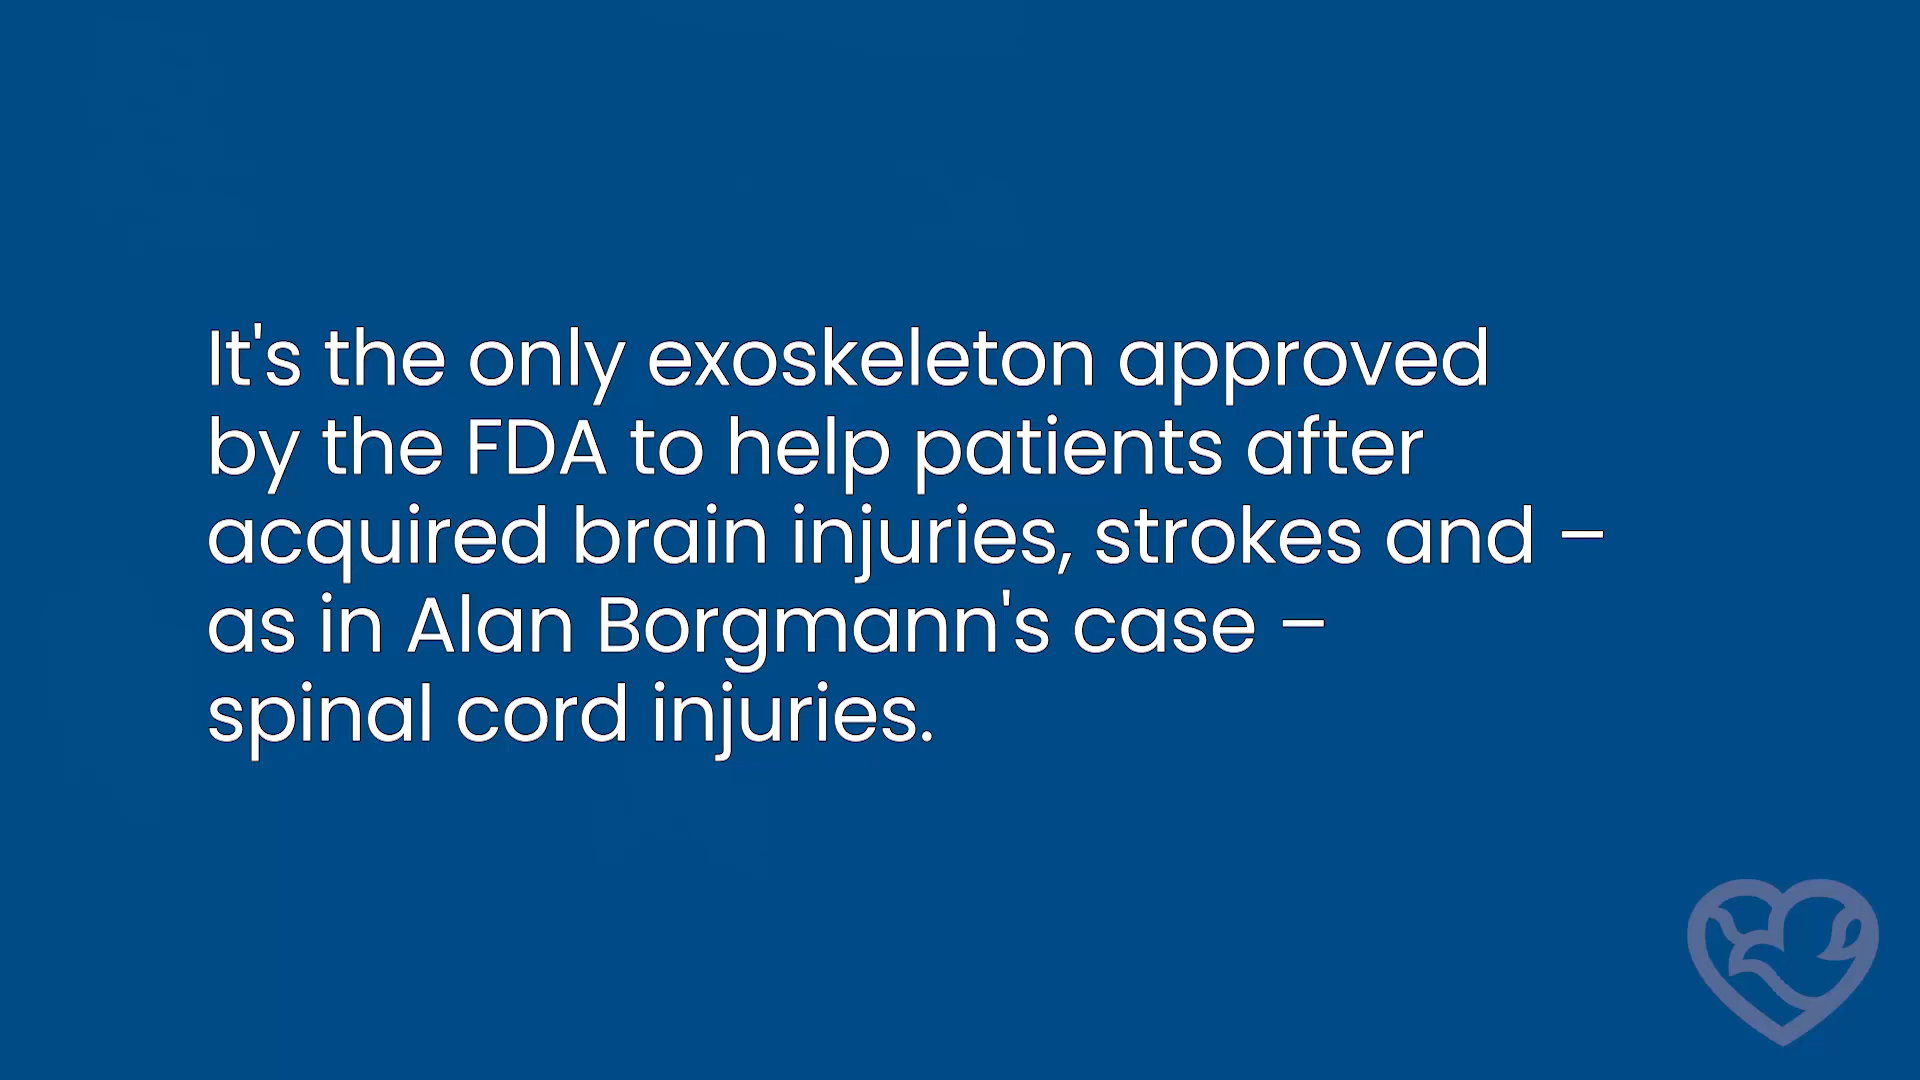 It's the only exoskeleton approved
by the FDA to help patients after
acquired brain injuries, strokes and –
as in Alan Borgmann's case –
spinal cord injuries.